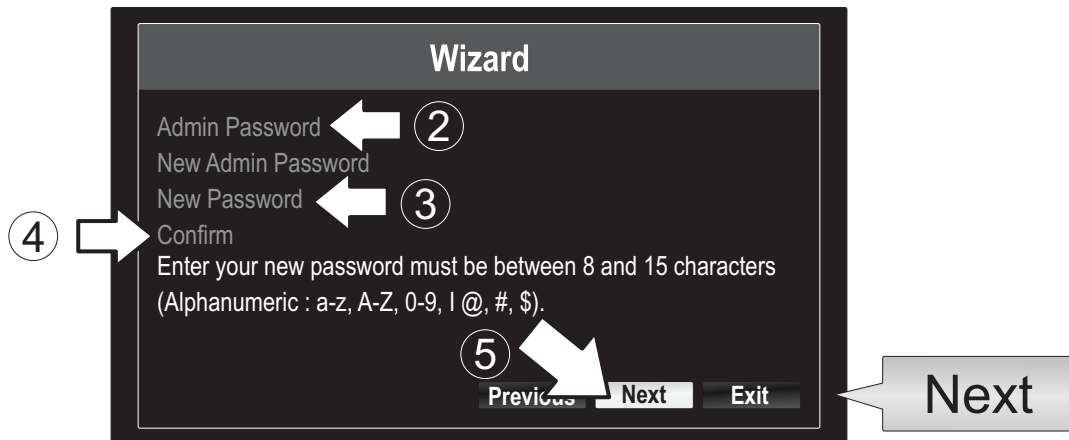 Wizard
Admin Password
②
New Admin Password
New Password
③
④
Confirm
Enter your new password must be between 8 and 15 characters
(Alphanumeric : a-z, A-Z, 0-9, I @, #, $).
⑤
Previous Next Exit
Next